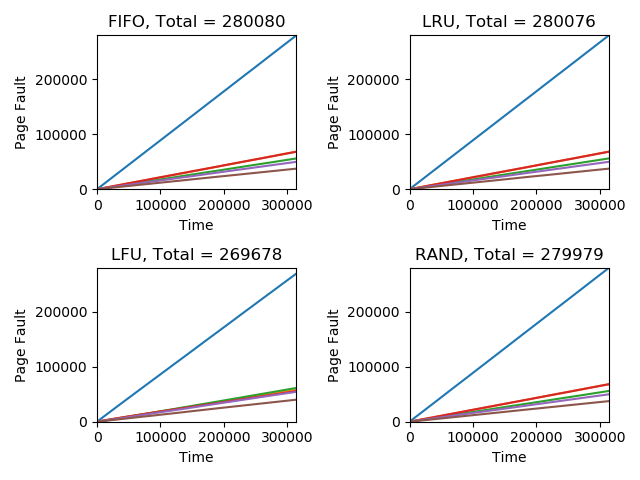 FIFO, Total = 280080
Page Fault
200000
100000
0
0 100000 200000 300000
Time
LRU, Total = 280076
Page Fault
200000
100000
0
0 100000 200000 300000
Time
LFU, Total = 269678
Page Fault
200000
100000
0
0 100000 200000 300000
Time
RAND, Total = 279979
Page Fault
200000
100000
0
0 100000 200000 300000
Time